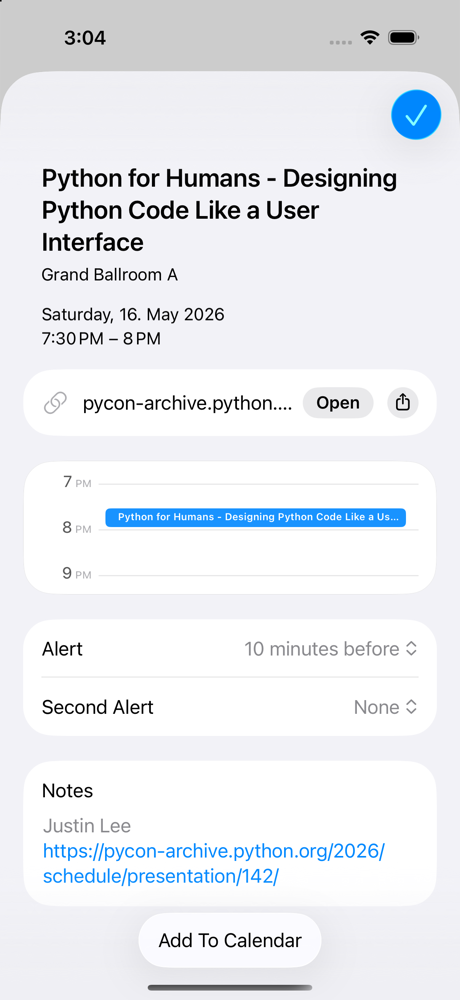 3:04
Python for Humans - Designing
Python Code Like a User
Interface
Grand Ballroom A
Saturday, 16. May 2026
7:30 PM – 8 PM
pycon-archive.python....
Open
7 PM
Python for Humans - Designing Python Code Like a Us...
8 PM
9 PM
Alert
10 minutes before
Second Alert
None
Notes
Justin Lee
https://pycon-archive.python.org/2026/
schedule/presentation/142/
Add To Calendar